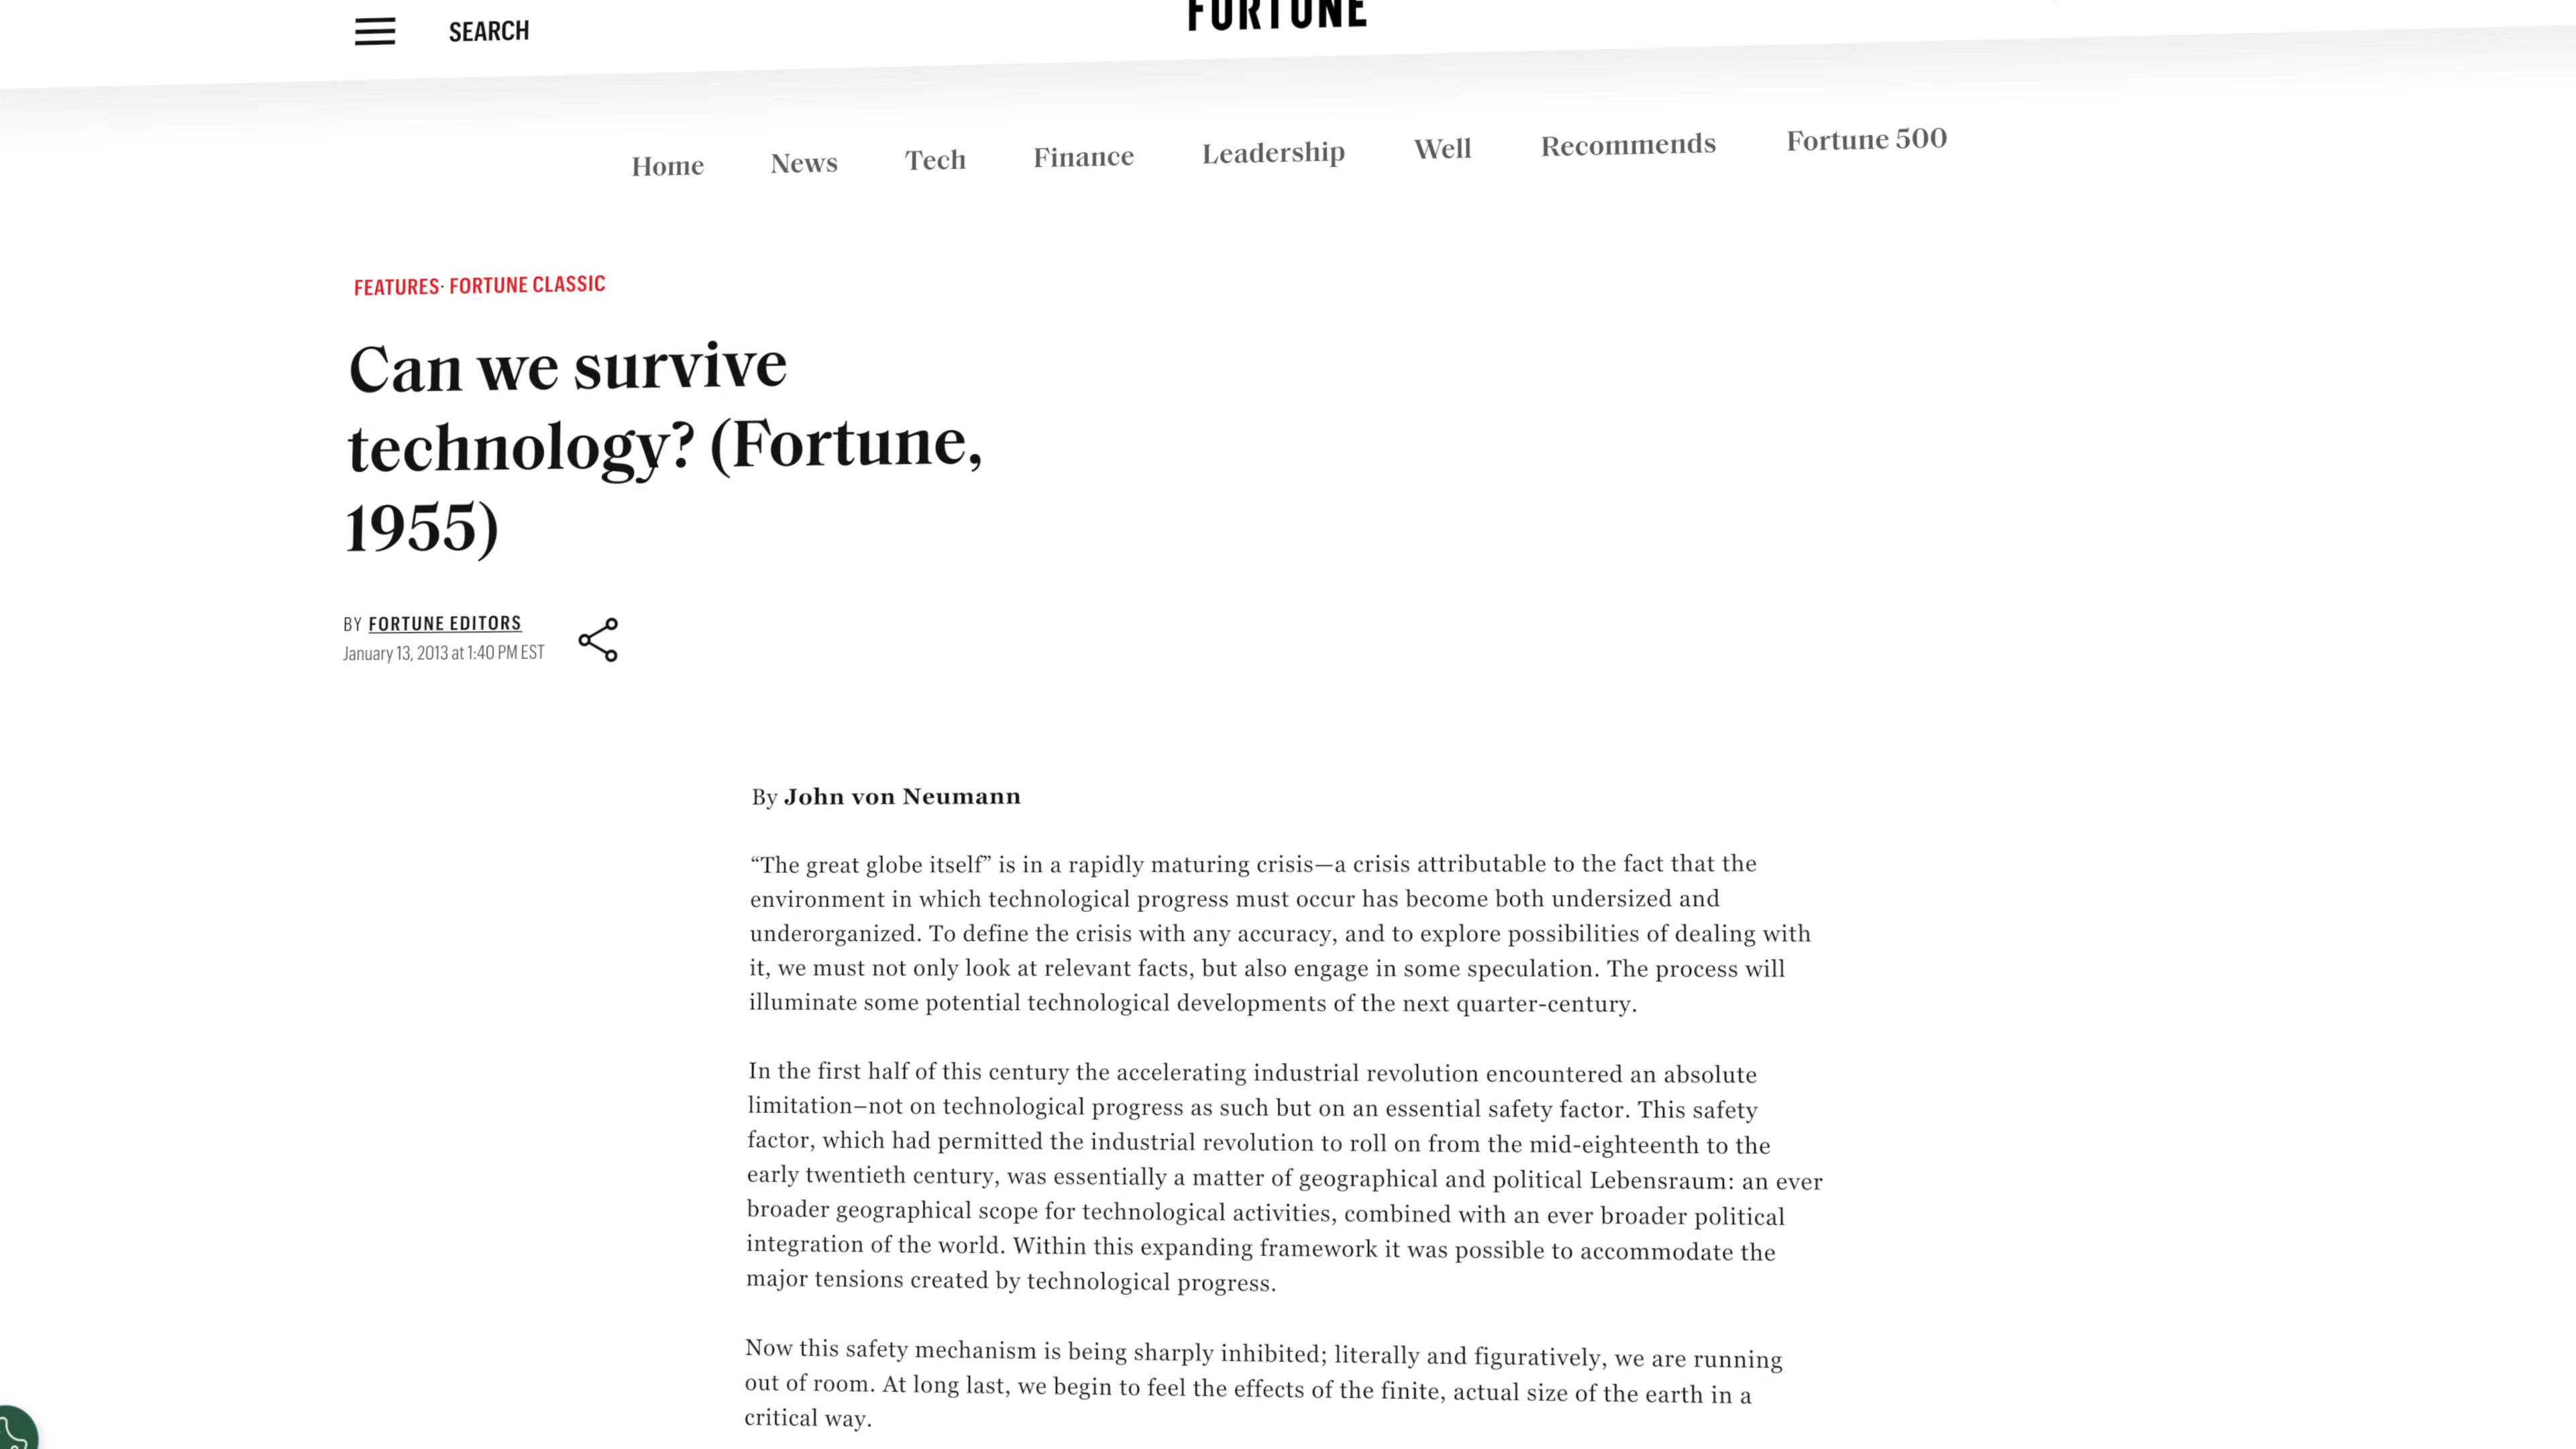 SEARCH
FORTUNE
Home News Tech Finance Leadership Well Recommends Fortune 500
FEATURES· FORTUNE CLASSIC
Can we survive
technology? (Fortune,
1955)
BY FORTUNE EDITORS
January 13, 2013 at 1:40 PM EST
By John von Neumann
“The great globe itself” is in a rapidly maturing crisis—a crisis attributable to the fact that the
environment in which technological progress must occur has become both undersized and
underorganized. To define the crisis with any accuracy, and to explore possibilities of dealing with
it, we must not only look at relevant facts, but also engage in some speculation. The process will
illuminate some potential technological developments of the next quarter-century.
In the first half of this century the accelerating industrial revolution encountered an absolute
limitation–not on technological progress as such but on an essential safety factor. This safety
factor, which had permitted the industrial revolution to roll on from the mid-eighteenth to the
early twentieth century, was essentially a matter of geographical and political Lebensraum: an ever
broader geographical scope for technological activities, combined with an ever broader political
integration of the world. Within this expanding framework it was possible to accommodate the
major tensions created by technological progress.
Now this safety mechanism is being sharply inhibited; literally and figuratively, we are running
out of room. At long last, we begin to feel the effects of the finite, actual size of the earth in a
critical way.